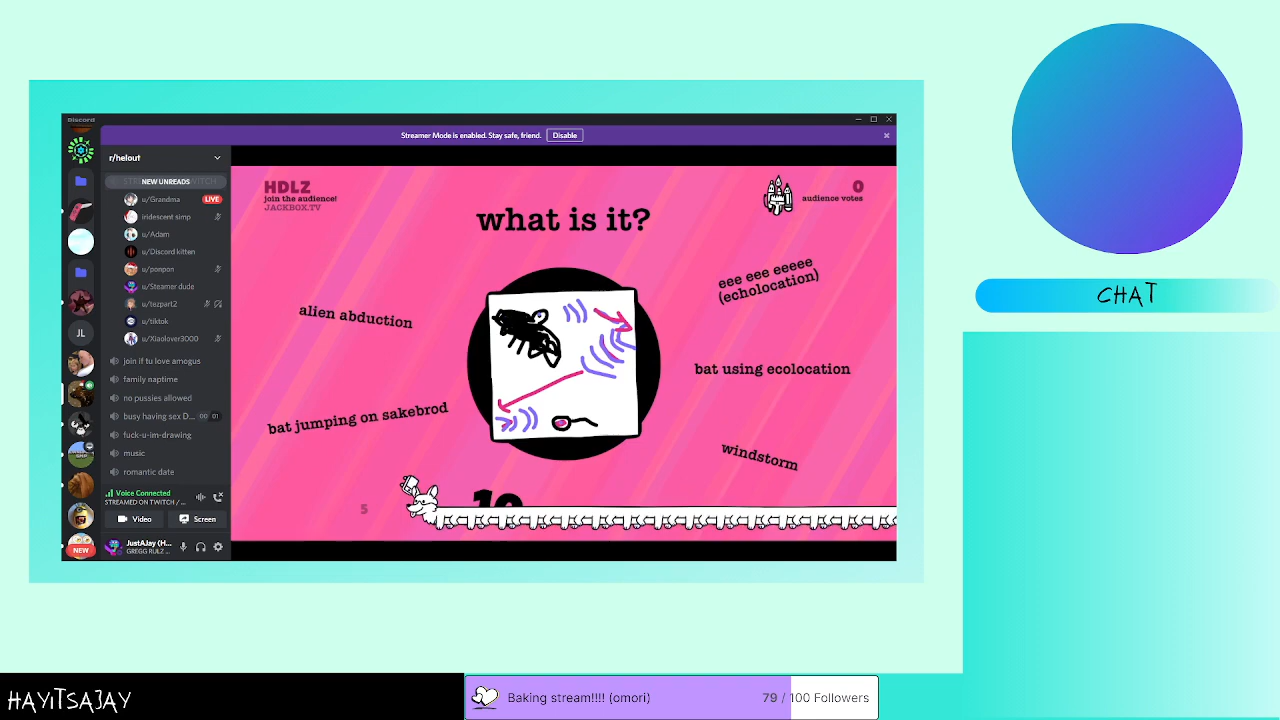 Discord
Streamer Mode is enabled. Stay safe, friend.
Disable
r/helout
NEW UNREADS
u/Grandma
LIVE
iridescent simp
u/Adam
u/Discord kitten
u/ponpon
u/Steamer dude
u/tezpart2
u/tiktok
u/Xiaolover3000
JL
join if tu love amogus
family naptime
no pussies allowed
busy having sex D...
00
01
fuck-u-im-drawing
music
romantic date
Voice Connected
STREAMED ON TWITCH / ...
Video
Screen
NEW
JustAJay (H...
GREGG RULZ ...
HDLZ
join the audience!
JACKBOX.TV
0
audience votes
what is it?
alien abduction
eee eee eeeee
(echolocation)
bat using ecolocation
bat jumping on sakebrod
windstorm
5
CHAT
HAYiTSAJAY
Baking stream!!!! (omori)
79 / 100 Followers